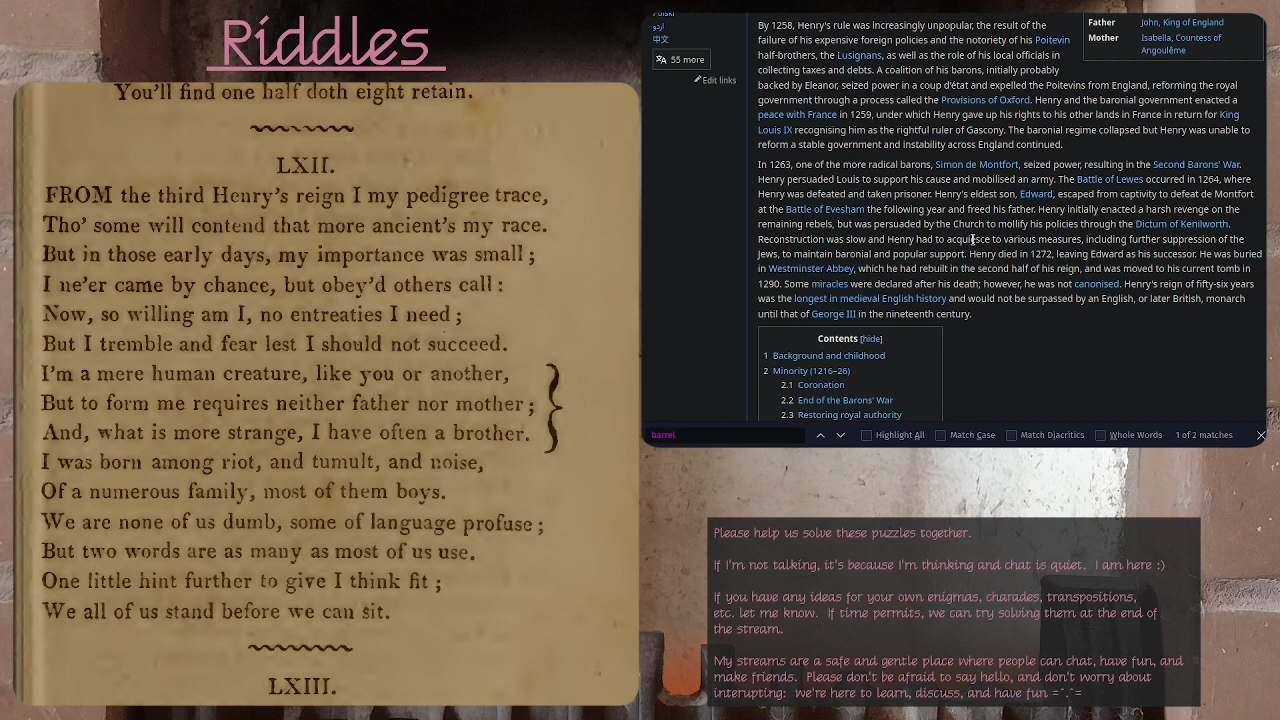 Riddles
You'll find one half doth eight retain.
LXII.
FROM the third Henry's reign I my pedigree trace,
Tho' some will contend that more ancient's my race.
But in those early days, my importance was small;
I ne'er came by chance, but obey'd others call:
Now, so willing am I, no entreaties I need;
But I tremble and fear lest I should not succeed.
I'm a mere human creature, like you or another,
But to form me requires neither father nor mother;
And, what is more strange, I have often a brother.
I was born among riot, and tumult, and noise,
Of a numerous family, most of them boys.
We are none of us dumb, some of language profuse;
But two words are as many as most of us use.
One little hint further to give I think fit;
We all of us stand before we can sit.
LXIII.
Polski
اردو
中文
55 more
Edit links
By 1258, Henry's rule was increasingly unpopular, the result of the
failure of his expensive foreign policies and the notoriety of his Poitevin
half-brothers, the Lusignans, as well as the role of his local officials in
collecting taxes and debts. A coalition of his barons, initially probably
backed by Eleanor, seized power in a coup d'état and expelled the Poitevins from England, reforming the royal
government through a process called the Provisions of Oxford. Henry and the baronial government enacted a
peace with France in 1259, under which Henry gave up his rights to his other lands in France in return for King
Louis IX recognising him as the rightful ruler of Gascony. The baronial regime collapsed but Henry was unable to
reform a stable government and instability across England continued.
Father John, King of England
Mother Isabella, Countess of
Angoulême
In 1263, one of the more radical barons, Simon de Montfort, seized power, resulting in the Second Barons' War.
Henry persuaded Louis to support his cause and mobilised an army. The Battle of Lewes occurred in 1264, where
Henry was defeated and taken prisoner. Henry's eldest son, Edward, escaped from captivity to defeat de Montfort
at the Battle of Evesham the following year and freed his father. Henry initially enacted a harsh revenge on the
remaining rebels, but was persuaded by the Church to mollify his policies through the Dictum of Kenilworth.
Reconstruction was slow and Henry had to acquiesce to various measures, including further suppression of the
Jews, to maintain baronial and popular support. Henry died in 1272, leaving Edward as his successor. He was buried
in Westminster Abbey, which he had rebuilt in the second half of his reign, and was moved to his current tomb in
1290. Some miracles were declared after his death; however, he was not canonised. Henry's reign of fifty-six years
was the longest in medieval English history and would not be surpassed by an English, or later British, monarch
until that of George III in the nineteenth century.
Contents [hide]
1 Background and childhood
2 Minority (1216–26)
2.1 Coronation
2.2 End of the Barons' War
2.3 Restoring royal authority
barrel
Highlight All
Match Case
Match Diacritics
Whole Words
1 of 2 matches
Please help us solve these puzzles together.
If I'm not talking, it's because I'm thinking and chat is quiet. I am here :)
If you have any ideas for your own enigmas, charades, transpositions,
etc. let me know. If time permits, we can try solving them at the end of
the stream.
My streams are a safe and gentle place where people can chat, have fun, and
make friends. Please don't be afraid to say hello, and don't worry about
interupting: we're here to learn, discuss, and have fun =^.^=